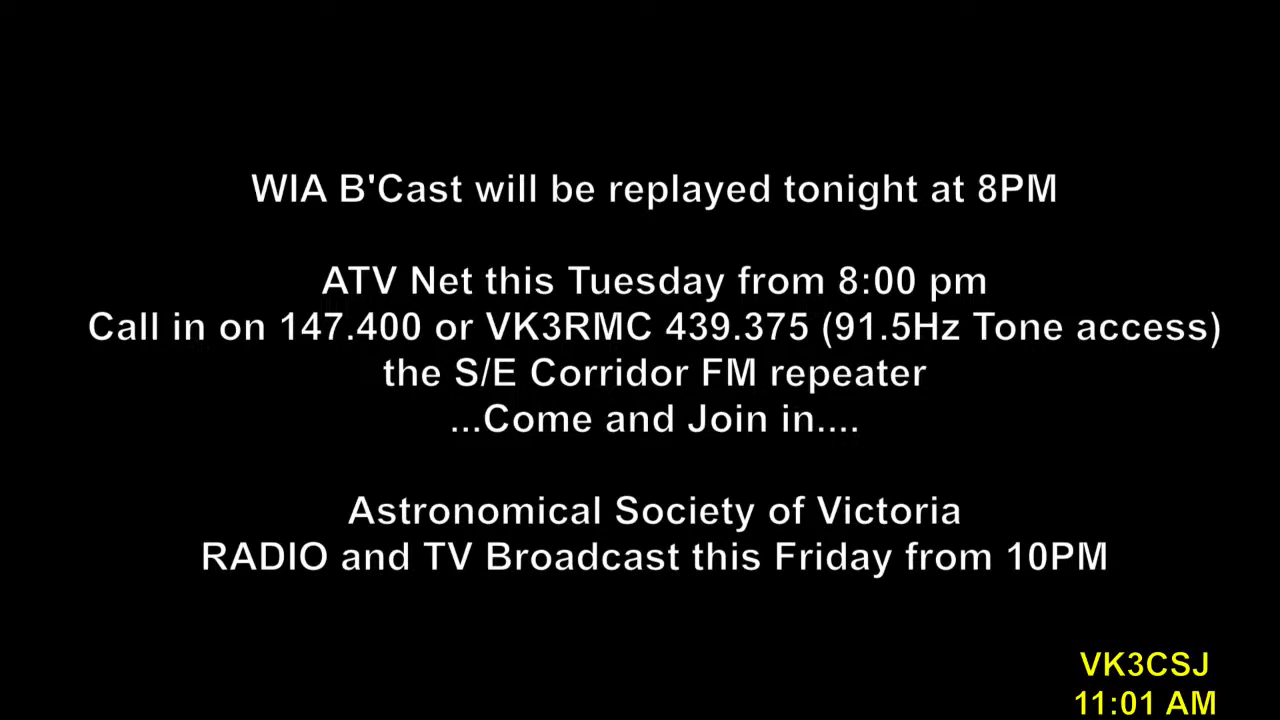 WIA B'Cast will be replayed tonight at 8PM
ATV Net this Tuesday from 8:00 pm
Call in on 147.400 or VK3RMC 439.375 (91.5Hz Tone access)
the S/E Corridor FM repeater
...Come and Join in....
Astronomical Society of Victoria
RADIO and TV Broadcast this Friday from 10PM
VK3CSJ
11:01 AM